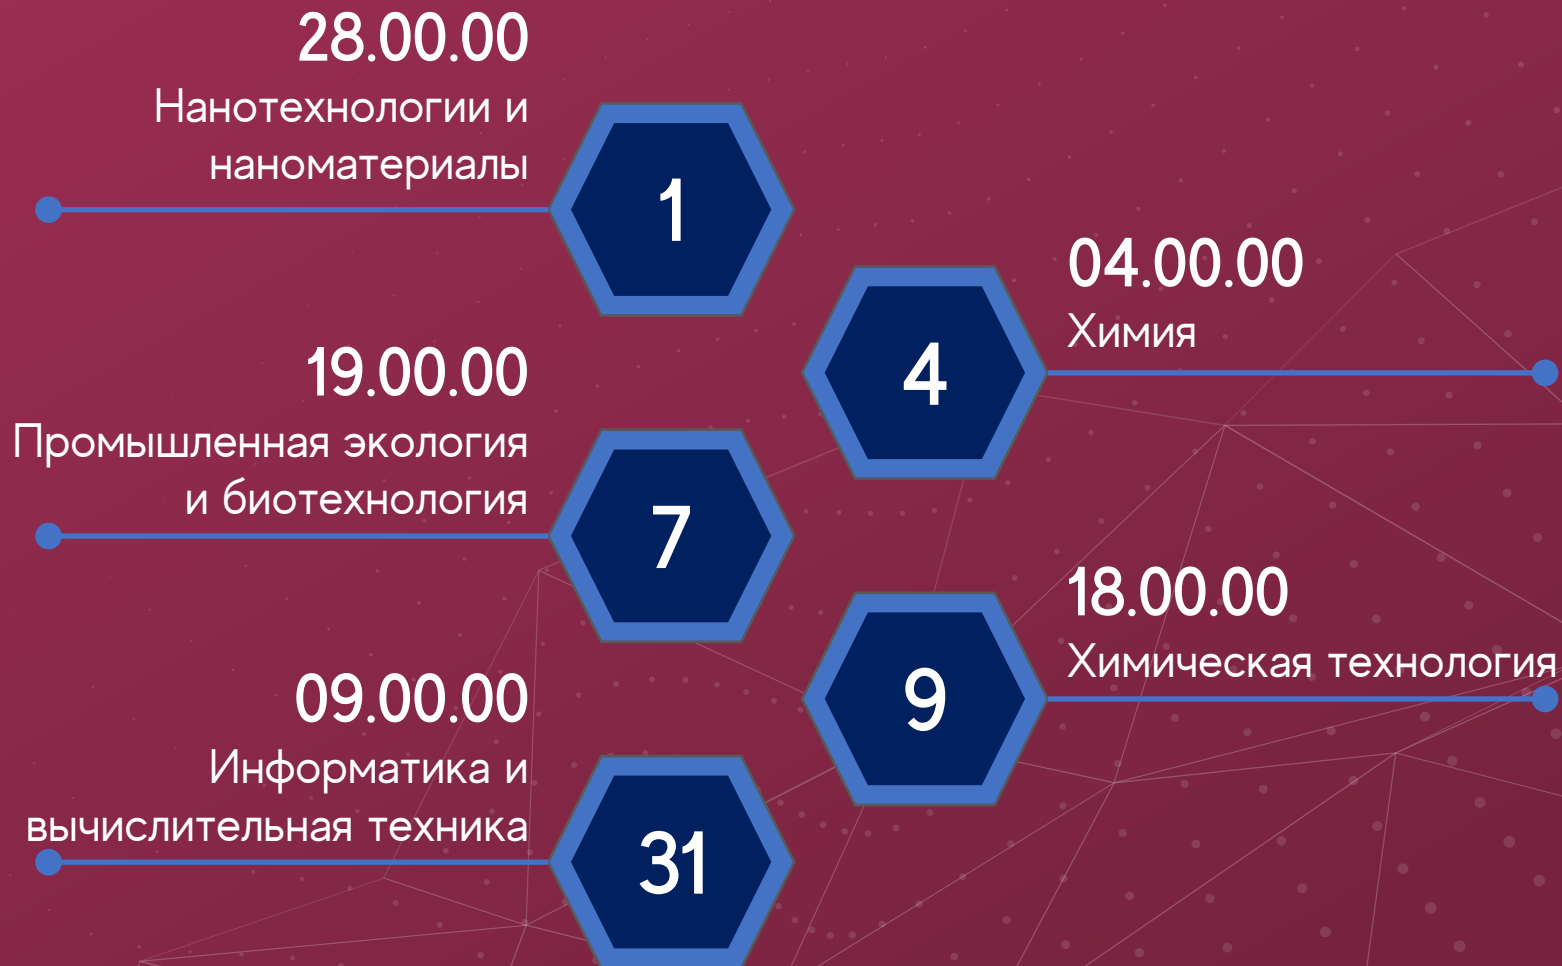 28.00.00
Нанотехнологии и
наноматериалы
1
04.00.00
Химия
4
19.00.00
Промышленная экология
и биотехнология
7
18.00.00
Химическая технология
9
09.00.00
Информатика и
вычислительная техника
31